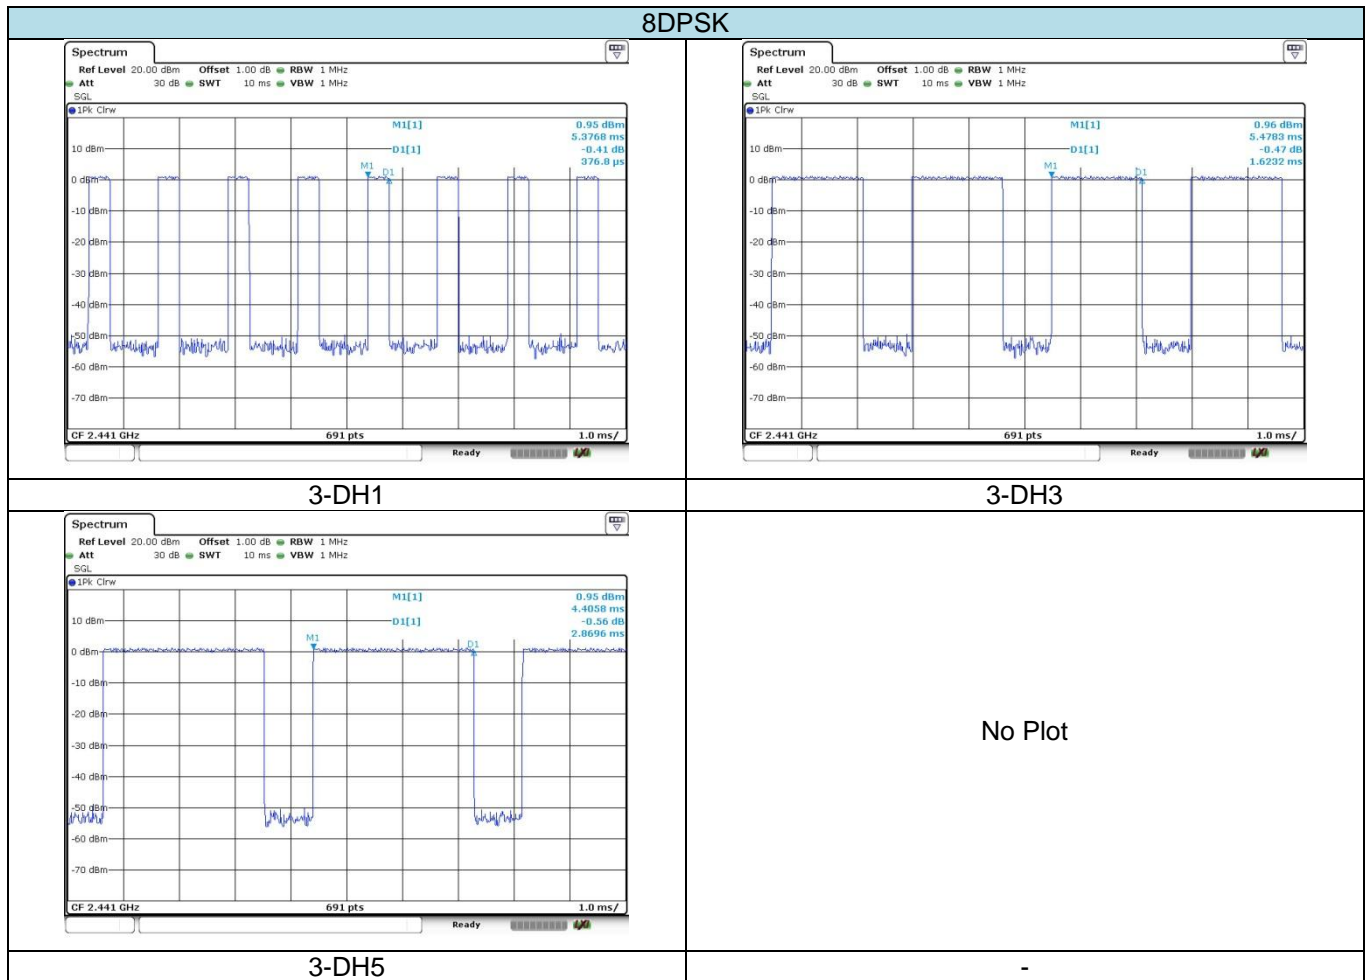 8DPSK
Spectrum
Ref Level 20.00 dBm Offset 1.00 dB RBW 1 MHz
Att 30 dB SWT 10 ms VBW 1 MHz
SGL
1Pk Clrw
M1[1] 0.95 dBm
5.3768 ms
10 dBm D1[1] -0.41 dB
376.8 µs
M1 D1
0 dBm
-10 dBm
-20 dBm
-30 dBm
-40 dBm
-50 dBm
-60 dBm
-70 dBm
CF 2.441 GHz 691 pts 1.0 ms/
Ready
3-DH1
Spectrum
Ref Level 20.00 dBm Offset 1.00 dB RBW 1 MHz
Att 30 dB SWT 10 ms VBW 1 MHz
SGL
1Pk Clrw
M1[1] 0.96 dBm
5.4783 ms
10 dBm D1[1] -0.47 dB
1.6232 ms
M1 D1
0 dBm
-10 dBm
-20 dBm
-30 dBm
-40 dBm
-50 dBm
-60 dBm
-70 dBm
CF 2.441 GHz 691 pts 1.0 ms/
Ready
3-DH3
Spectrum
Ref Level 20.00 dBm Offset 1.00 dB RBW 1 MHz
Att 30 dB SWT 10 ms VBW 1 MHz
SGL
1Pk Clrw
M1[1] 0.95 dBm
4.4058 ms
10 dBm D1[1] -0.56 dB
2.8696 ms
M1 D1
0 dBm
-10 dBm
-20 dBm
-30 dBm
-40 dBm
-50 dBm
-60 dBm
-70 dBm
CF 2.441 GHz 691 pts 1.0 ms/
Ready
3-DH5
No Plot
-